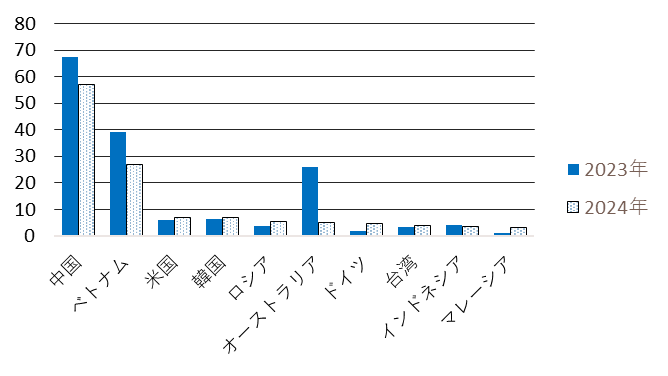 80
70
60
50
40
30
20
10
0
中国
ベトナム
米国
韓国
ロシア
オーストラリア
ドイツ
台湾
インドネシア
マレーシア
2023年
2024年